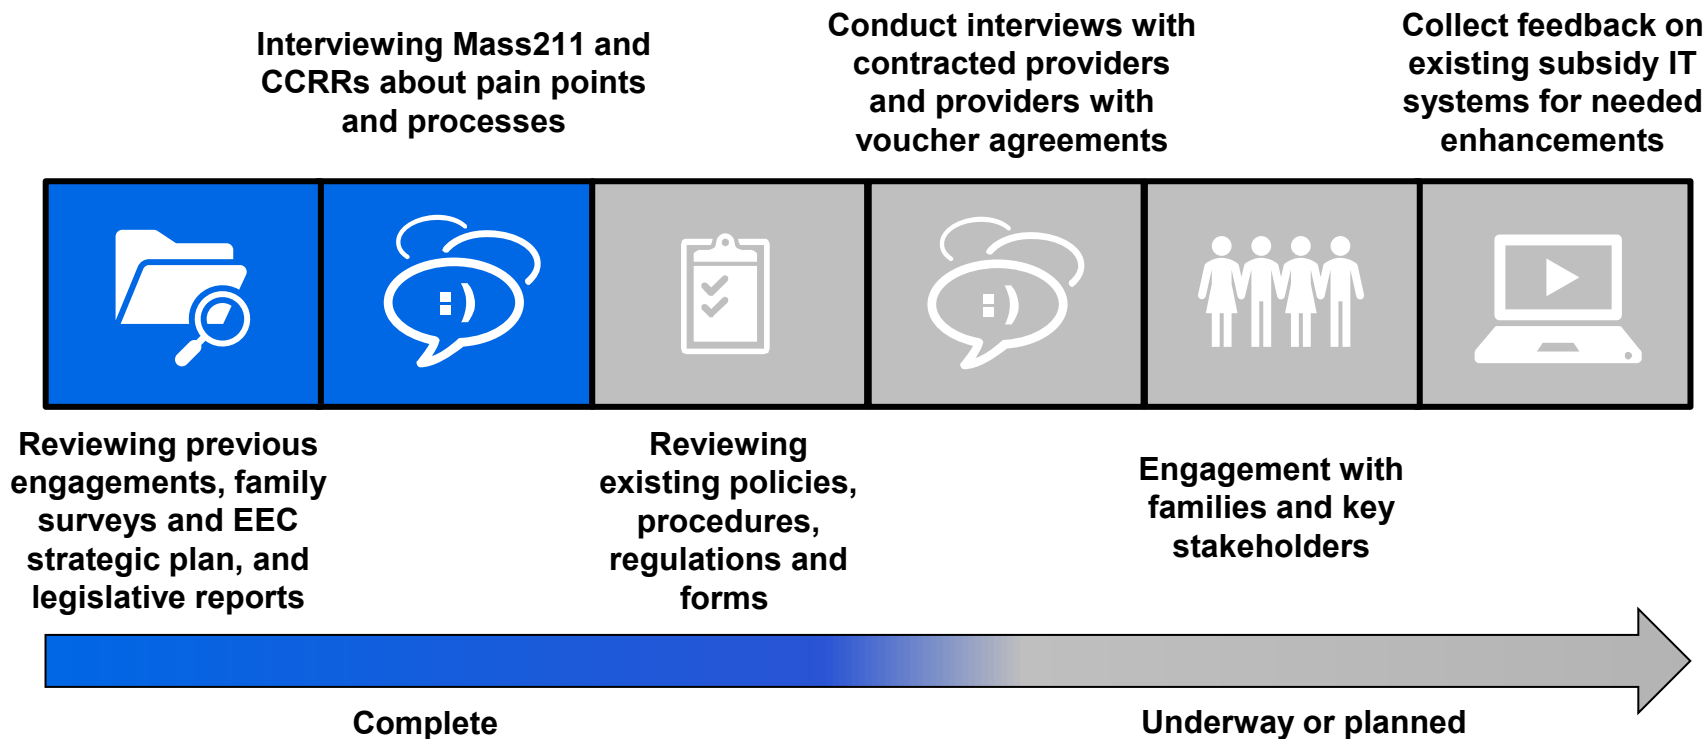 Interviewing Mass211 and
CCRRs about pain points
and processes
Conduct interviews with
contracted providers
and providers with
voucher agreements
Collect feedback on
existing subsidy IT
systems for needed
enhancements
:)
:)
Reviewing previous
engagements, family
surveys and EEC
strategic plan, and
legislative reports
Reviewing
existing policies,
procedures,
regulations and
forms
Engagement with
families and key
stakeholders
Complete
Underway or planned